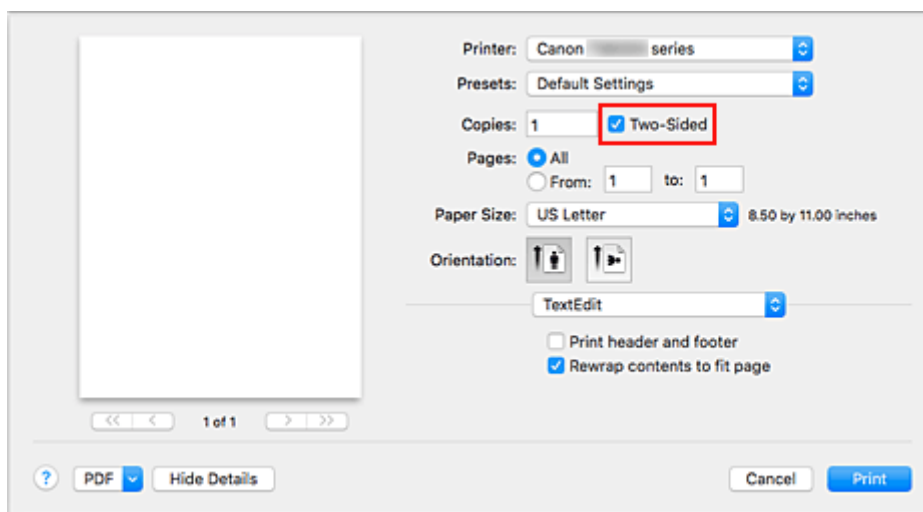 Printer: Canon series
Presets: Default Settings
Copies: 1 Two-Sided
Pages: All
From: 1 to: 1
Paper Size: US Letter 8.50 by 11.00 inches
Orientation:
TextEdit
Print header and footer
Rewrap contents to fit page
<< < 1 of 1 > >>
? PDF Hide Details Cancel Print